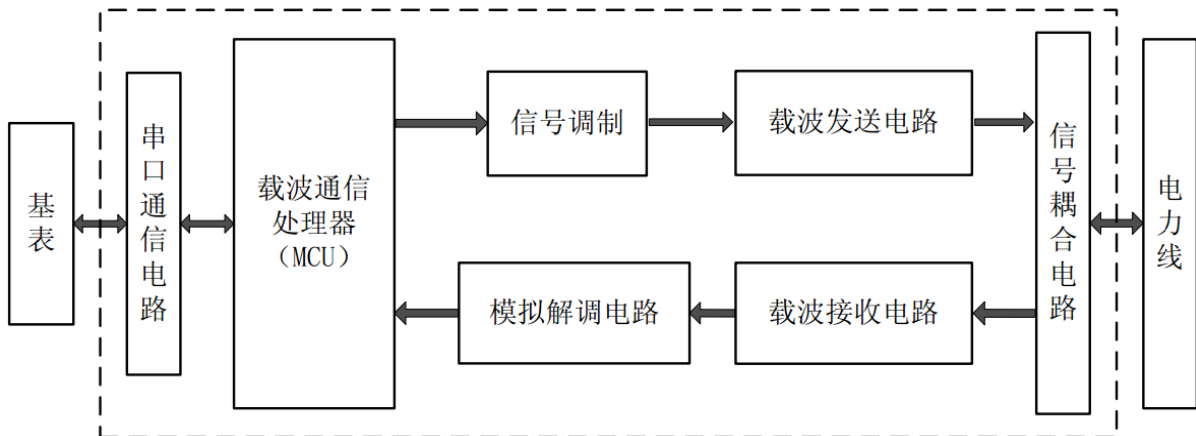 基表
串口通信电路
载波通信
处理器
（MCU）
信号调制
载波发送电路
模拟解调电路
载波接收电路
信号耦合电路
电力线